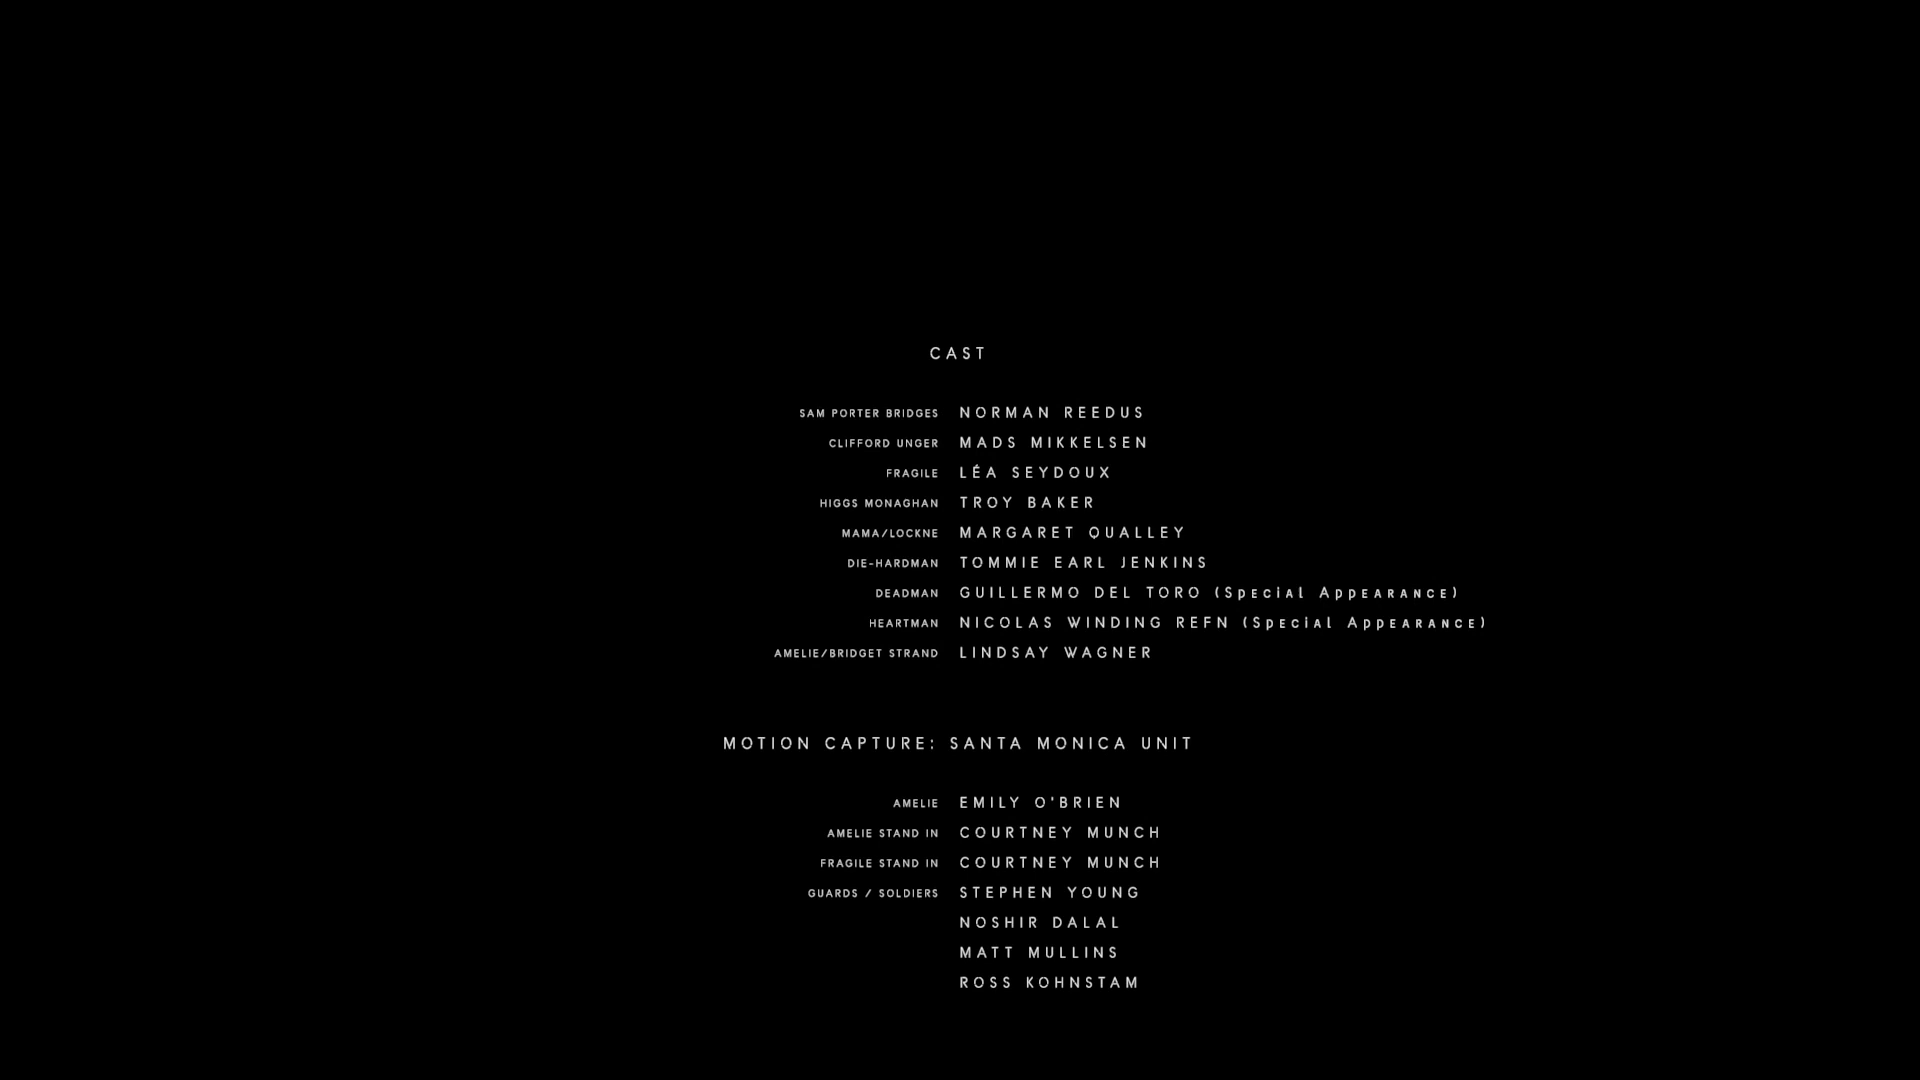 CAST
SAM PORTER BRIDGES NORMAN REEDUS
CLIFFORD UNGER MADS MIKKELSEN
FRAGILE LÉA SEYDOUX
HIGGS MONAGHAN TROY BAKER
MAMA/LOCKNE MARGARET QUALLEY
DIE-HARDMAN TOMMIE EARL JENKINS
DEADMAN GUILLERMO DEL TORO (Special Appearance)
HEARTMAN NICOLAS WINDING REFN (Special Appearance)
AMELIE/BRIDGET STRAND LINDSAY WAGNER
MOTION CAPTURE: SANTA MONICA UNIT
AMELIE EMILY O'BRIEN
AMELIE STAND IN COURTNEY MUNCH
FRAGILE STAND IN COURTNEY MUNCH
GUARDS / SOLDIERS STEPHEN YOUNG
NOSHIR DALAL
MATT MULLINS
ROSS KOHNSTAM